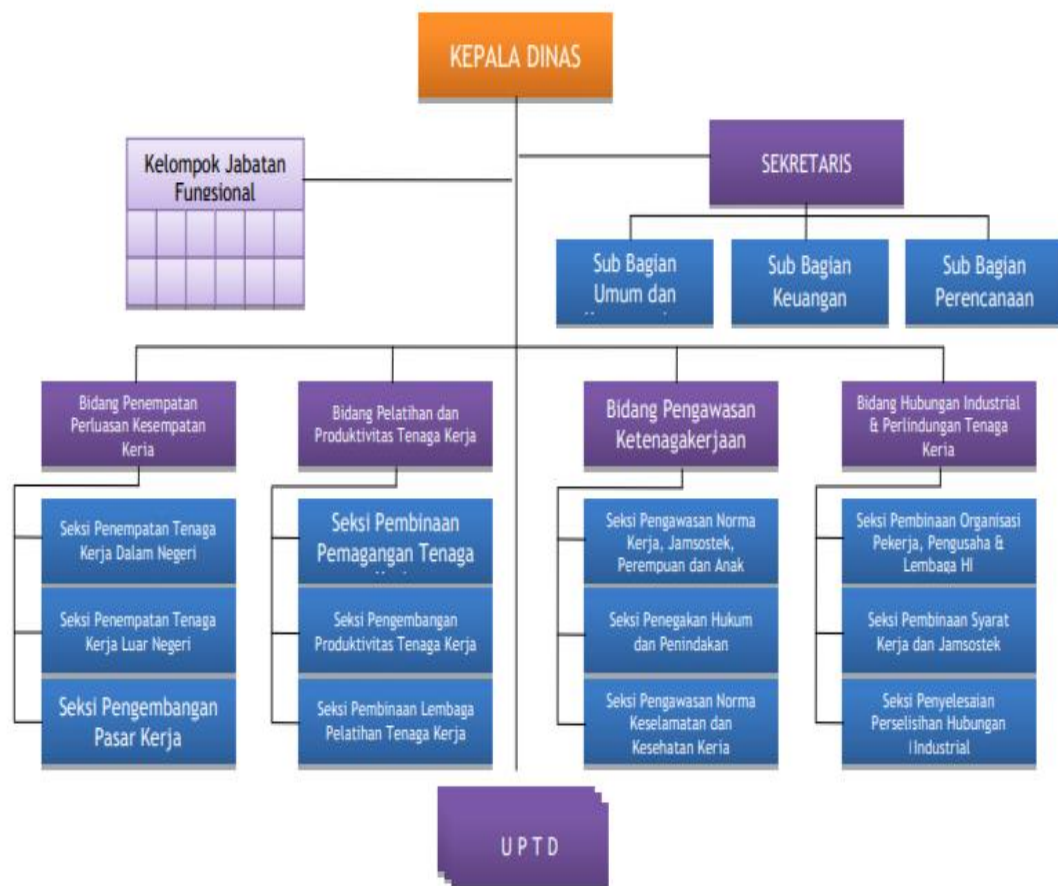 KEPALA DINAS
Kelompok Jabatan
Fungsional
SEKRETARIS
Sub Bagian
Umum dan
Sub Bagian
Keuangan
Sub Bagian
Perencanaan
Bidang Penempatan
Perluasan Kesempatan
Kerja
Bidang Pelatihan dan
Produktivitas Tenaga Kerja
Bidang Pengawasan
Ketenagakerjaan
Bidang Hubungan Industrial
& Perlindungan Tenaga
Kerja
Seksi Penempatan Tenaga
Kerja Dalam Negeri
Seksi Penempatan Tenaga
Kerja Luar Negeri
Seksi Pengembangan
Pasar Kerja
Seksi Pembinaan
Pemagangan Tenaga
Seksi Pengembangan
Produktivitas Tenaga Kerja
Seksi Pembinaan Lembaga
Pelatihan Tenaga Kerja
Seksi Pengawasan Norma
Kerja, Jamsostek,
Perempuan dan Anak
Seksi Penegakan Hukum
dan Penindakan
Seksi Pengawasan Norma
Keselamatan dan
Kesehatan Kerja
Seksi Pembinaan Organisasi
Pekerja, Pengusaha &
Lembaga HI
Seksi Pembinaan Syarat
Kerja dan Jamsostek
Seksi Penyelesaian
Perselisihan Hubungan
iIndustrial
U P T D